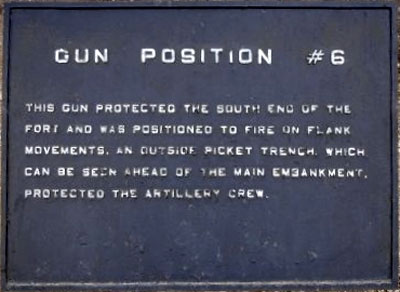 GUN POSITION #6
THIS GUN PROTECTED THE SOUTH END OF THE
FORT AND WAS POSITIONED TO FIRE ON FLANK
MOVEMENTS. AN OUTSIDE PICKET TRENCH, WHICH
CAN BE SEEN AHEAD OF THE MAIN EMBANKMENT,
PROTECTED THE ARTILLERY CREW.